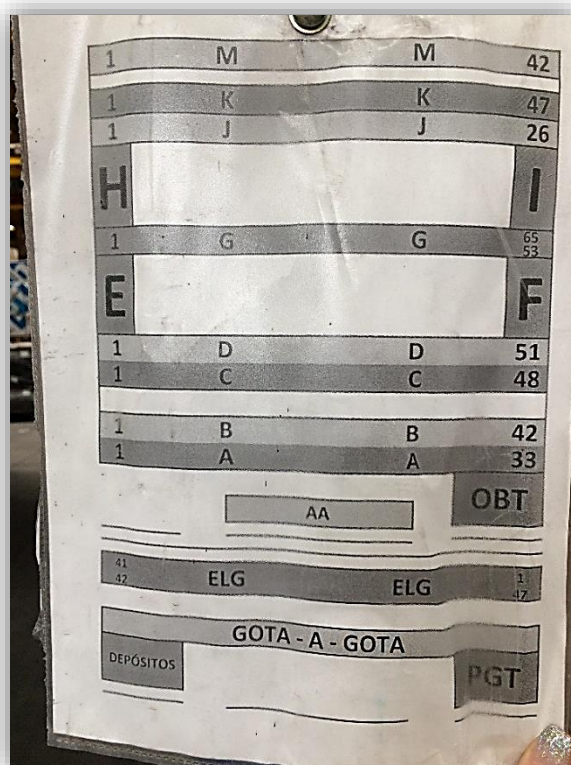 1 M M 42
1 K K 47
1 J J 26
H I
1 G G 65 53
E F
1 D D 51
1 C C 48
1 B B 42
1 A A 33
OBT
AA
41 42 ELG ELG 1 47
GOTA - A - GOTA
DEPÓSITOS PGT